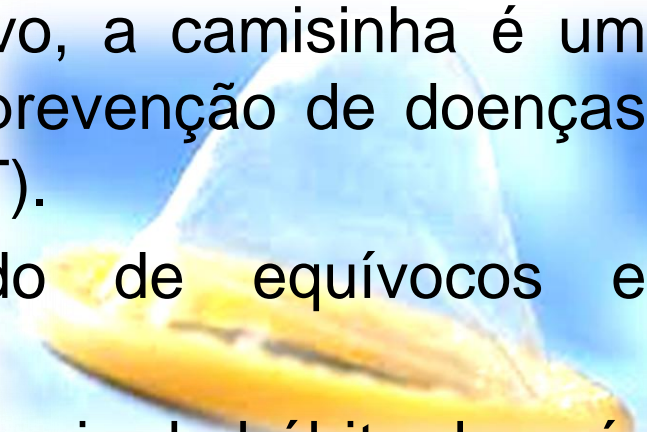 vo, a camisinha é um
prevenção de doenças
T).
do de equívocos e